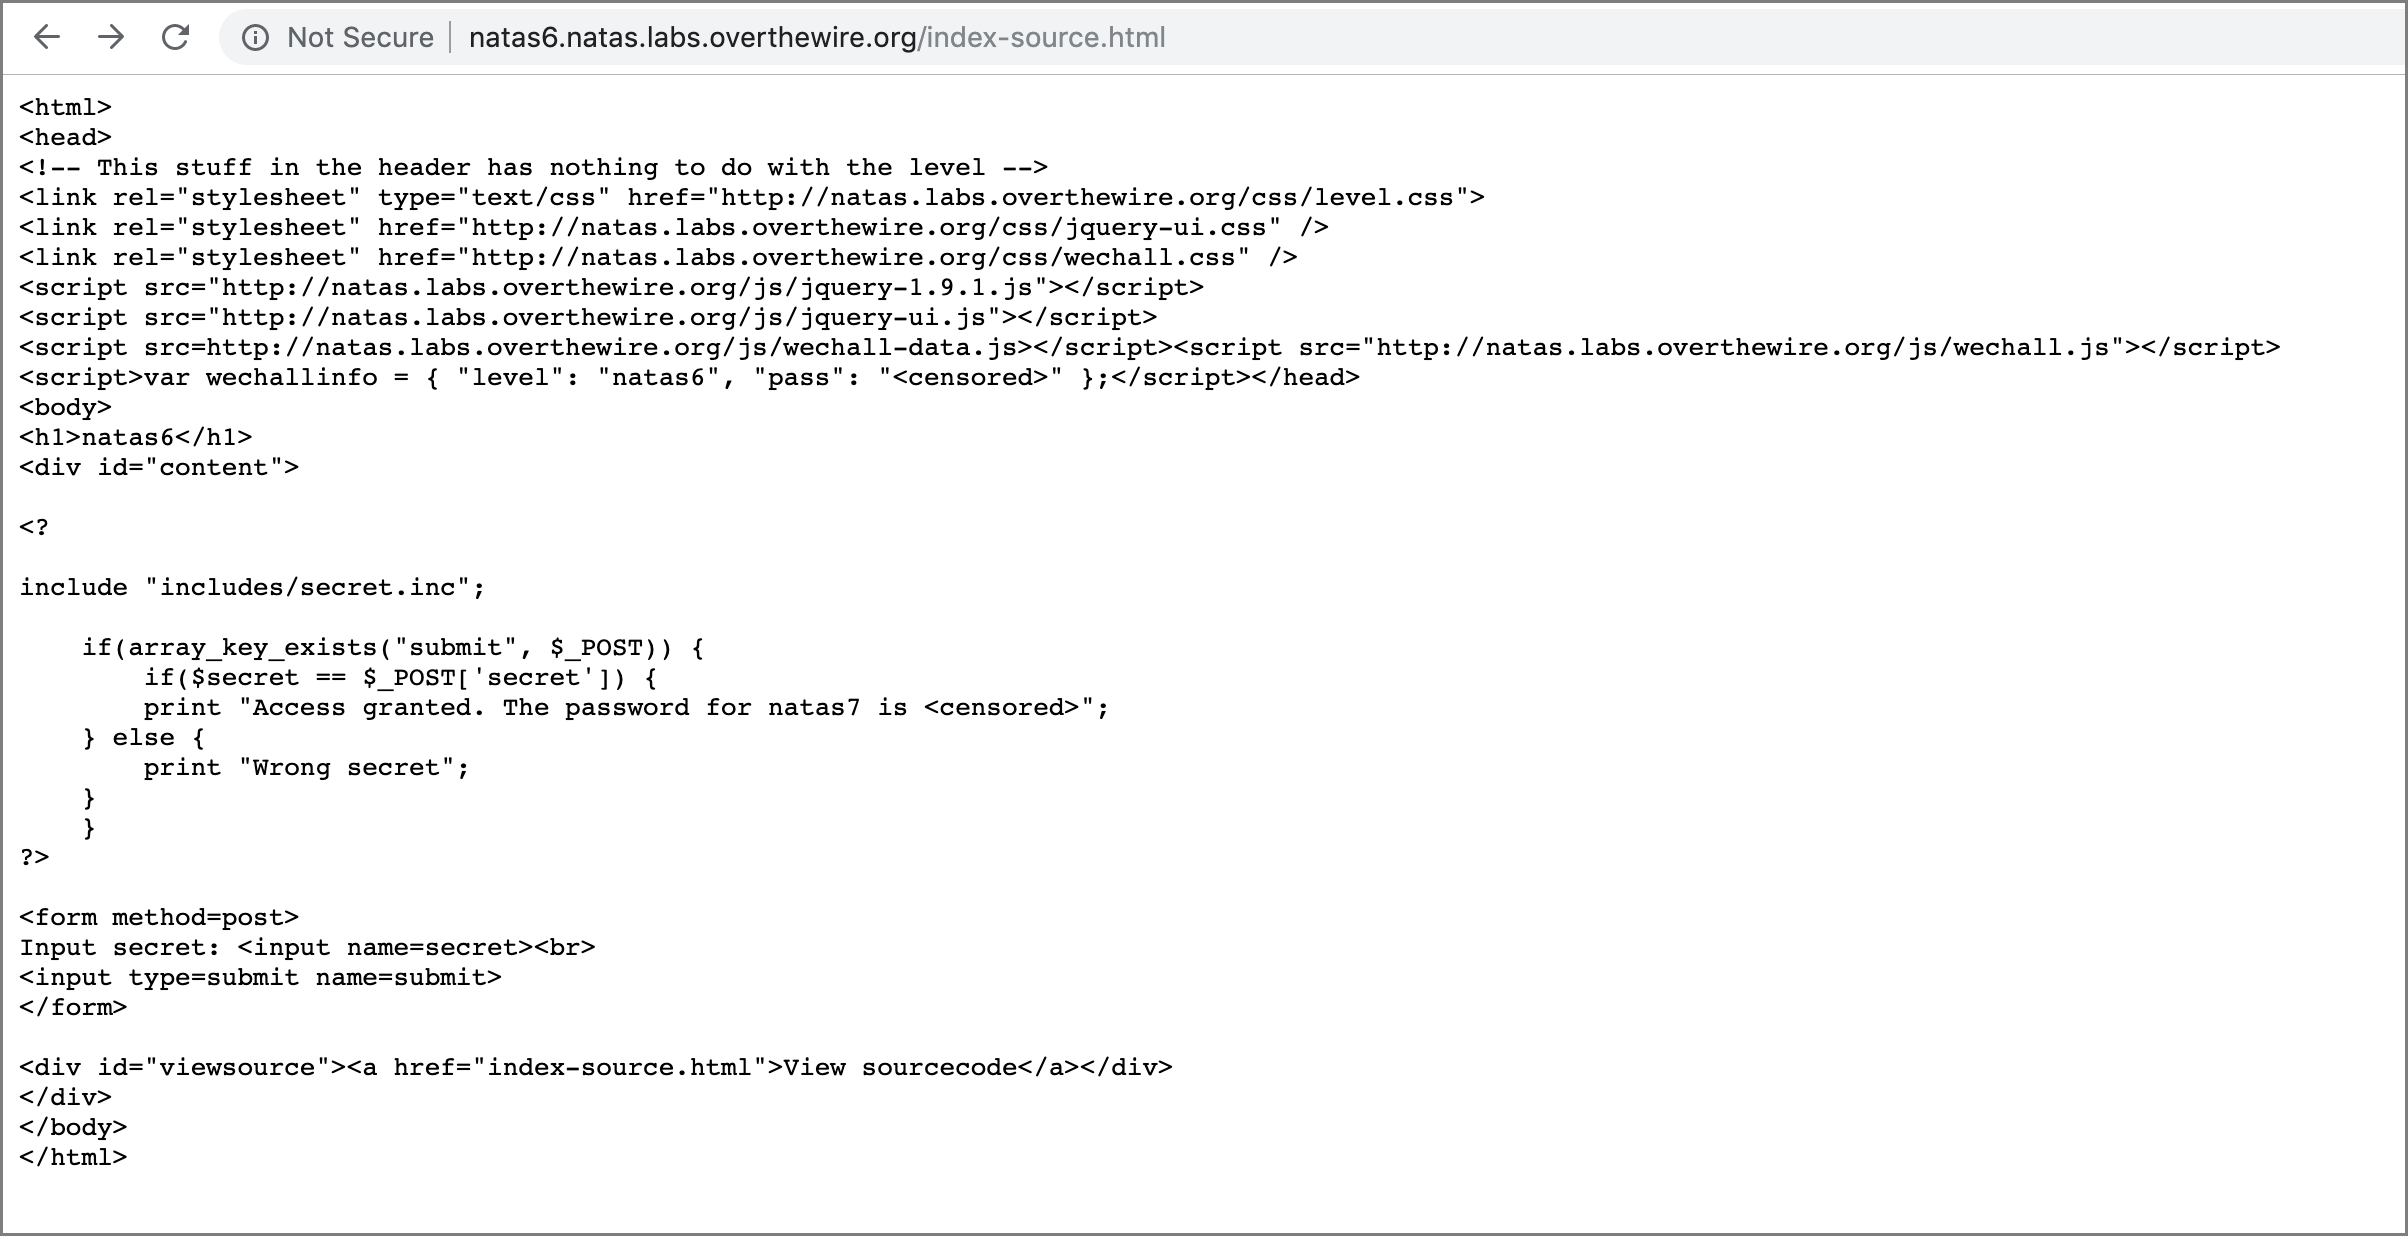 Not Secure | natas6.natas.labs.overthewire.org/index-source.html
<html>
<head>
<!-- This stuff in the header has nothing to do with the level -->
<link rel="stylesheet" type="text/css" href="http://natas.labs.overthewire.org/css/level.css">
<link rel="stylesheet" href="http://natas.labs.overthewire.org/css/jquery-ui.css" />
<link rel="stylesheet" href="http://natas.labs.overthewire.org/css/wechall.css" />
<script src="http://natas.labs.overthewire.org/js/jquery-1.9.1.js"></script>
<script src="http://natas.labs.overthewire.org/js/jquery-ui.js"></script>
<script src=http://natas.labs.overthewire.org/js/wechall-data.js></script><script src="http://natas.labs.overthewire.org/js/wechall.js"></script>
<script>var wechallinfo = { "level": "natas6", "pass": "<censored>" };</script></head>
<body>
<h1>natas6</h1>
<div id="content">

<?

include "includes/secret.inc";

    if(array_key_exists("submit", $_POST)) {
        if($secret == $_POST['secret']) {
        print "Access granted. The password for natas7 is <censored>";
    } else {
        print "Wrong secret";
    }
    }
?>

<form method=post>
Input secret: <input name=secret><br>
<input type=submit name=submit>
</form>

<div id="viewsource"><a href="index-source.html">View sourcecode</a></div>
</div>
</body>
</html>